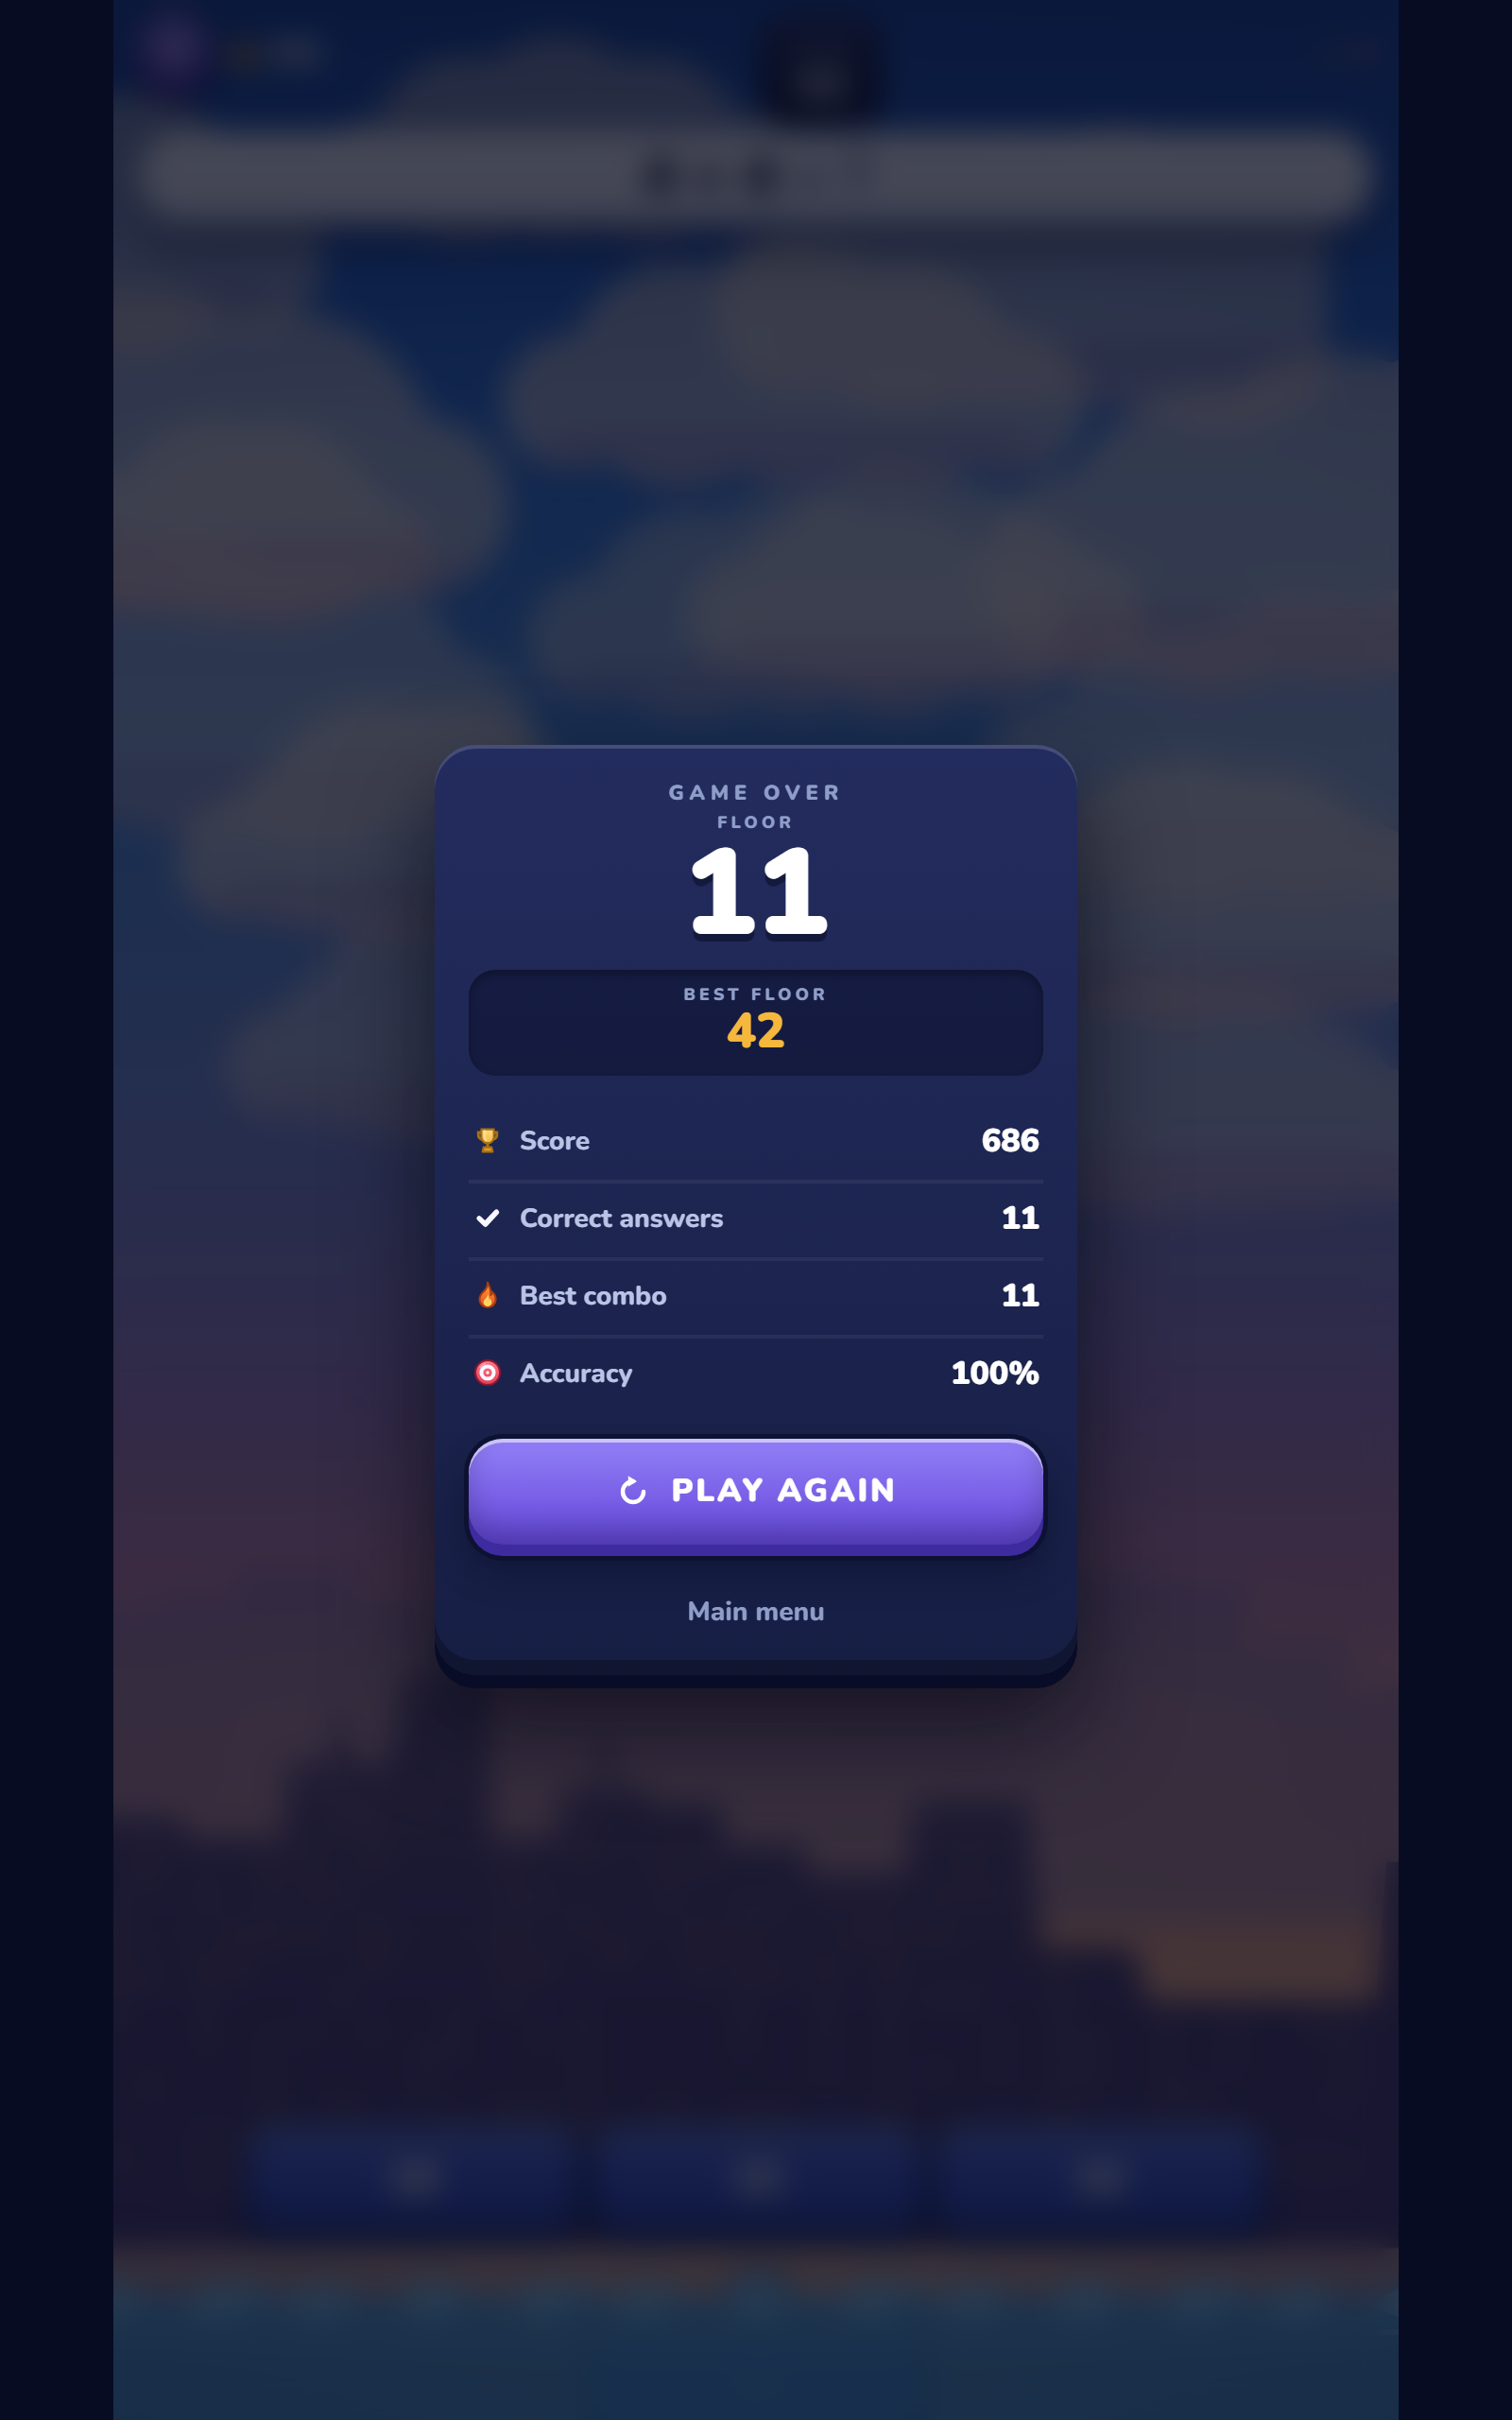 GAME OVER
FLOOR
11
BEST FLOOR
42
Score 686
Correct answers 11
Best combo 11
Accuracy 100%
PLAY AGAIN
Main menu